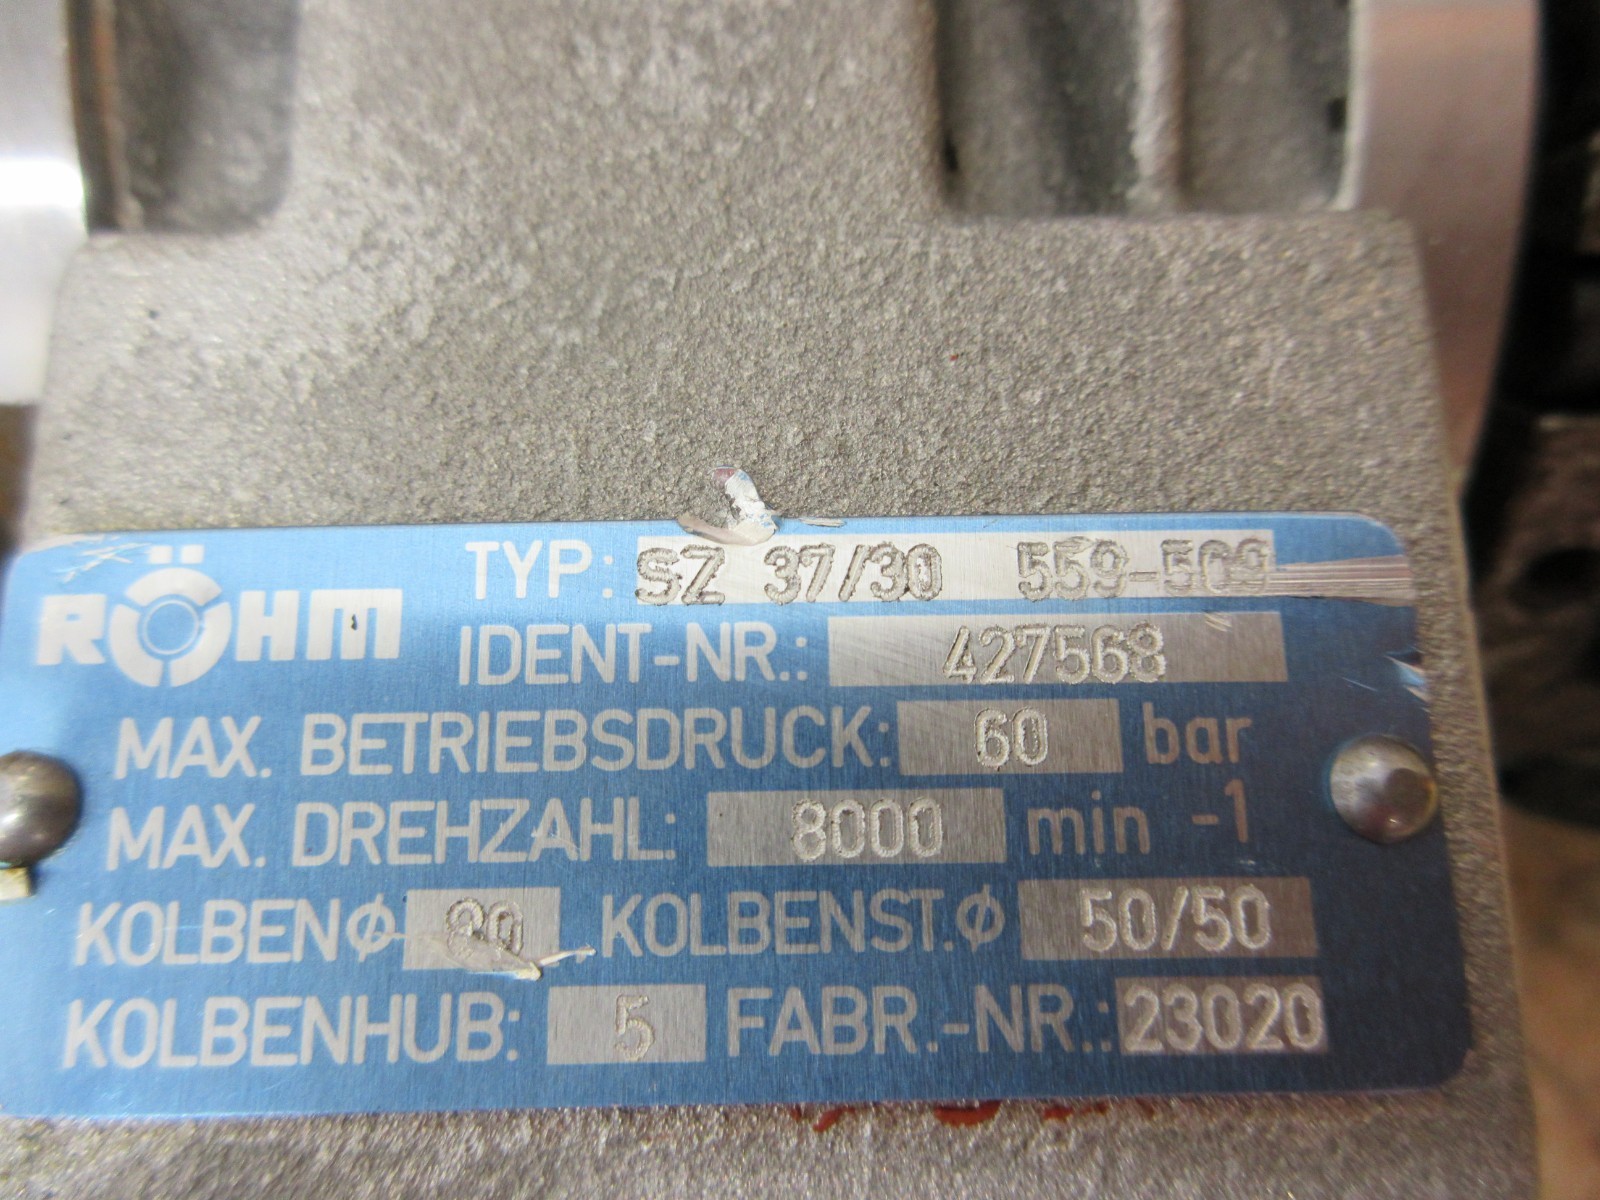 RÖHM
TYP: SZ 37/30 559-509
IDENT-NR.: 427568
MAX. BETRIEBSDRUCK: 60 bar
MAX. DREHZAHL: 8000 min -1
KOLBENØ KOLBENST.Ø 50/50
KOLBENHUB: 5 FABR.-NR.: 23020